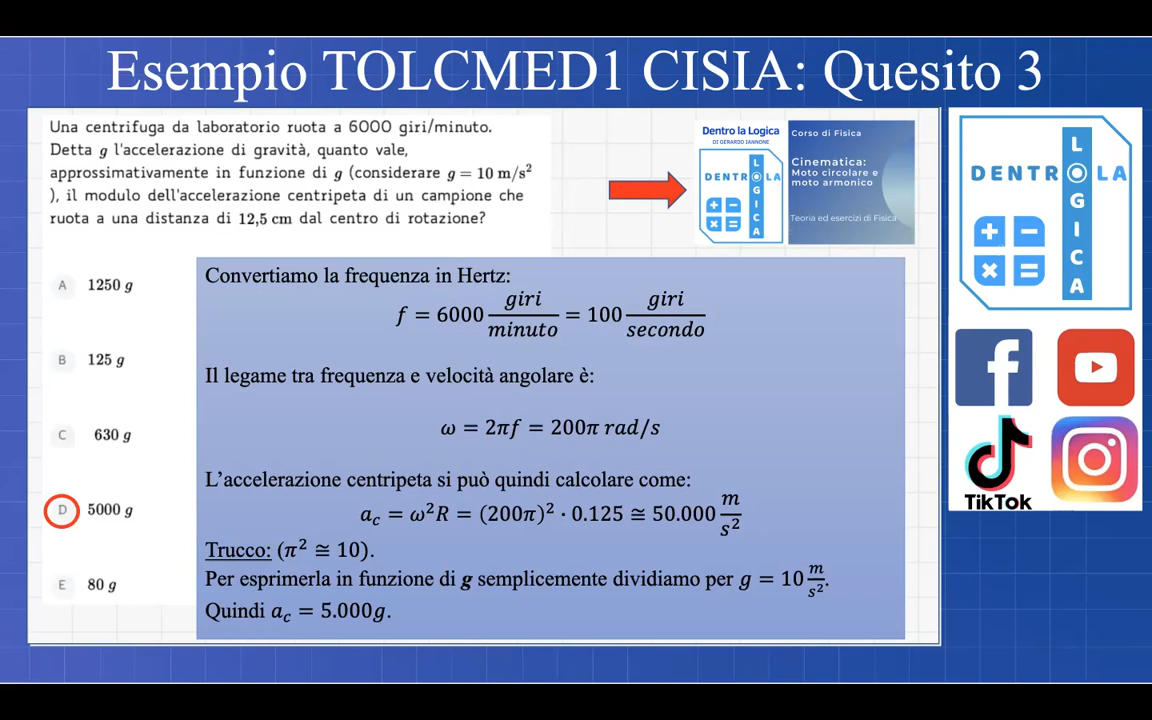 Esempio TOLCMED1 CISIA: Quesito 3
Una centrifuga da laboratorio ruota a 6000 giri/minuto.
Detta g l'accelerazione di gravità, quanto vale,
approssimativamente in funzione di g (considerare g = 10 m/s²
), il modulo dell'accelerazione centripeta di un campione che
ruota a una distanza di 12,5 cm dal centro di rotazione?
A 1250 g
B 125 g
C 630 g
D 5000 g
E 80 g
Dentro la Logica
DI GERARDO IANNONE
DENTRO LA
LOGICA
Corso di Fisica
Cinematica:
Moto circolare e
moto armonico
Teoria ed esercizi di Fisica
Convertiamo la frequenza in Hertz:
f = 6000 giri/minuto = 100 giri/secondo
Il legame tra frequenza e velocità angolare è:
ω = 2πf = 200π rad/s
L'accelerazione centripeta si può quindi calcolare come:
a_c = ω²R = (200π)² · 0.125 ≅ 50.000 m/s²
Trucco: (π² ≅ 10).
Per esprimerla in funzione di g semplicemente dividiamo per g = 10 m/s².
Quindi a_c = 5.000g.
DENTRO LA
LOGICA
TikTok